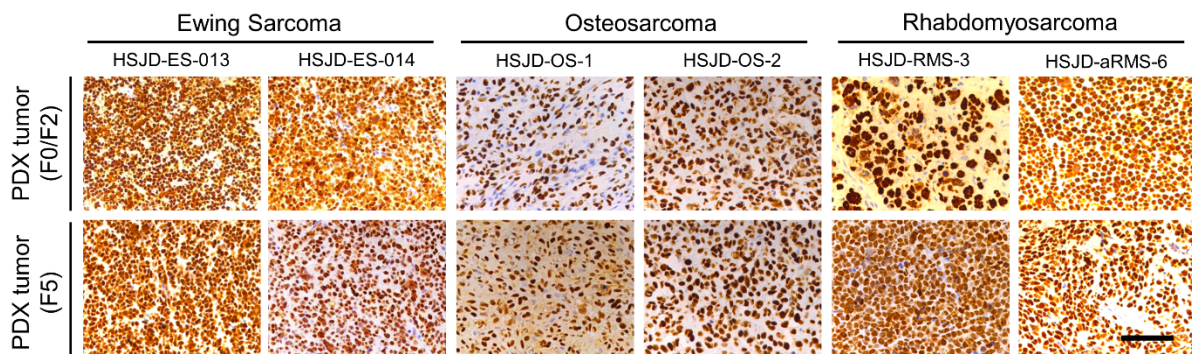 Ewing Sarcoma
Osteosarcoma
Rhabdomyosarcoma
HSJD-ES-013
HSJD-ES-014
HSJD-OS-1
HSJD-OS-2
HSJD-RMS-3
HSJD-aRMS-6
PDX tumor
(F0/F2)
PDX tumor
(F5)